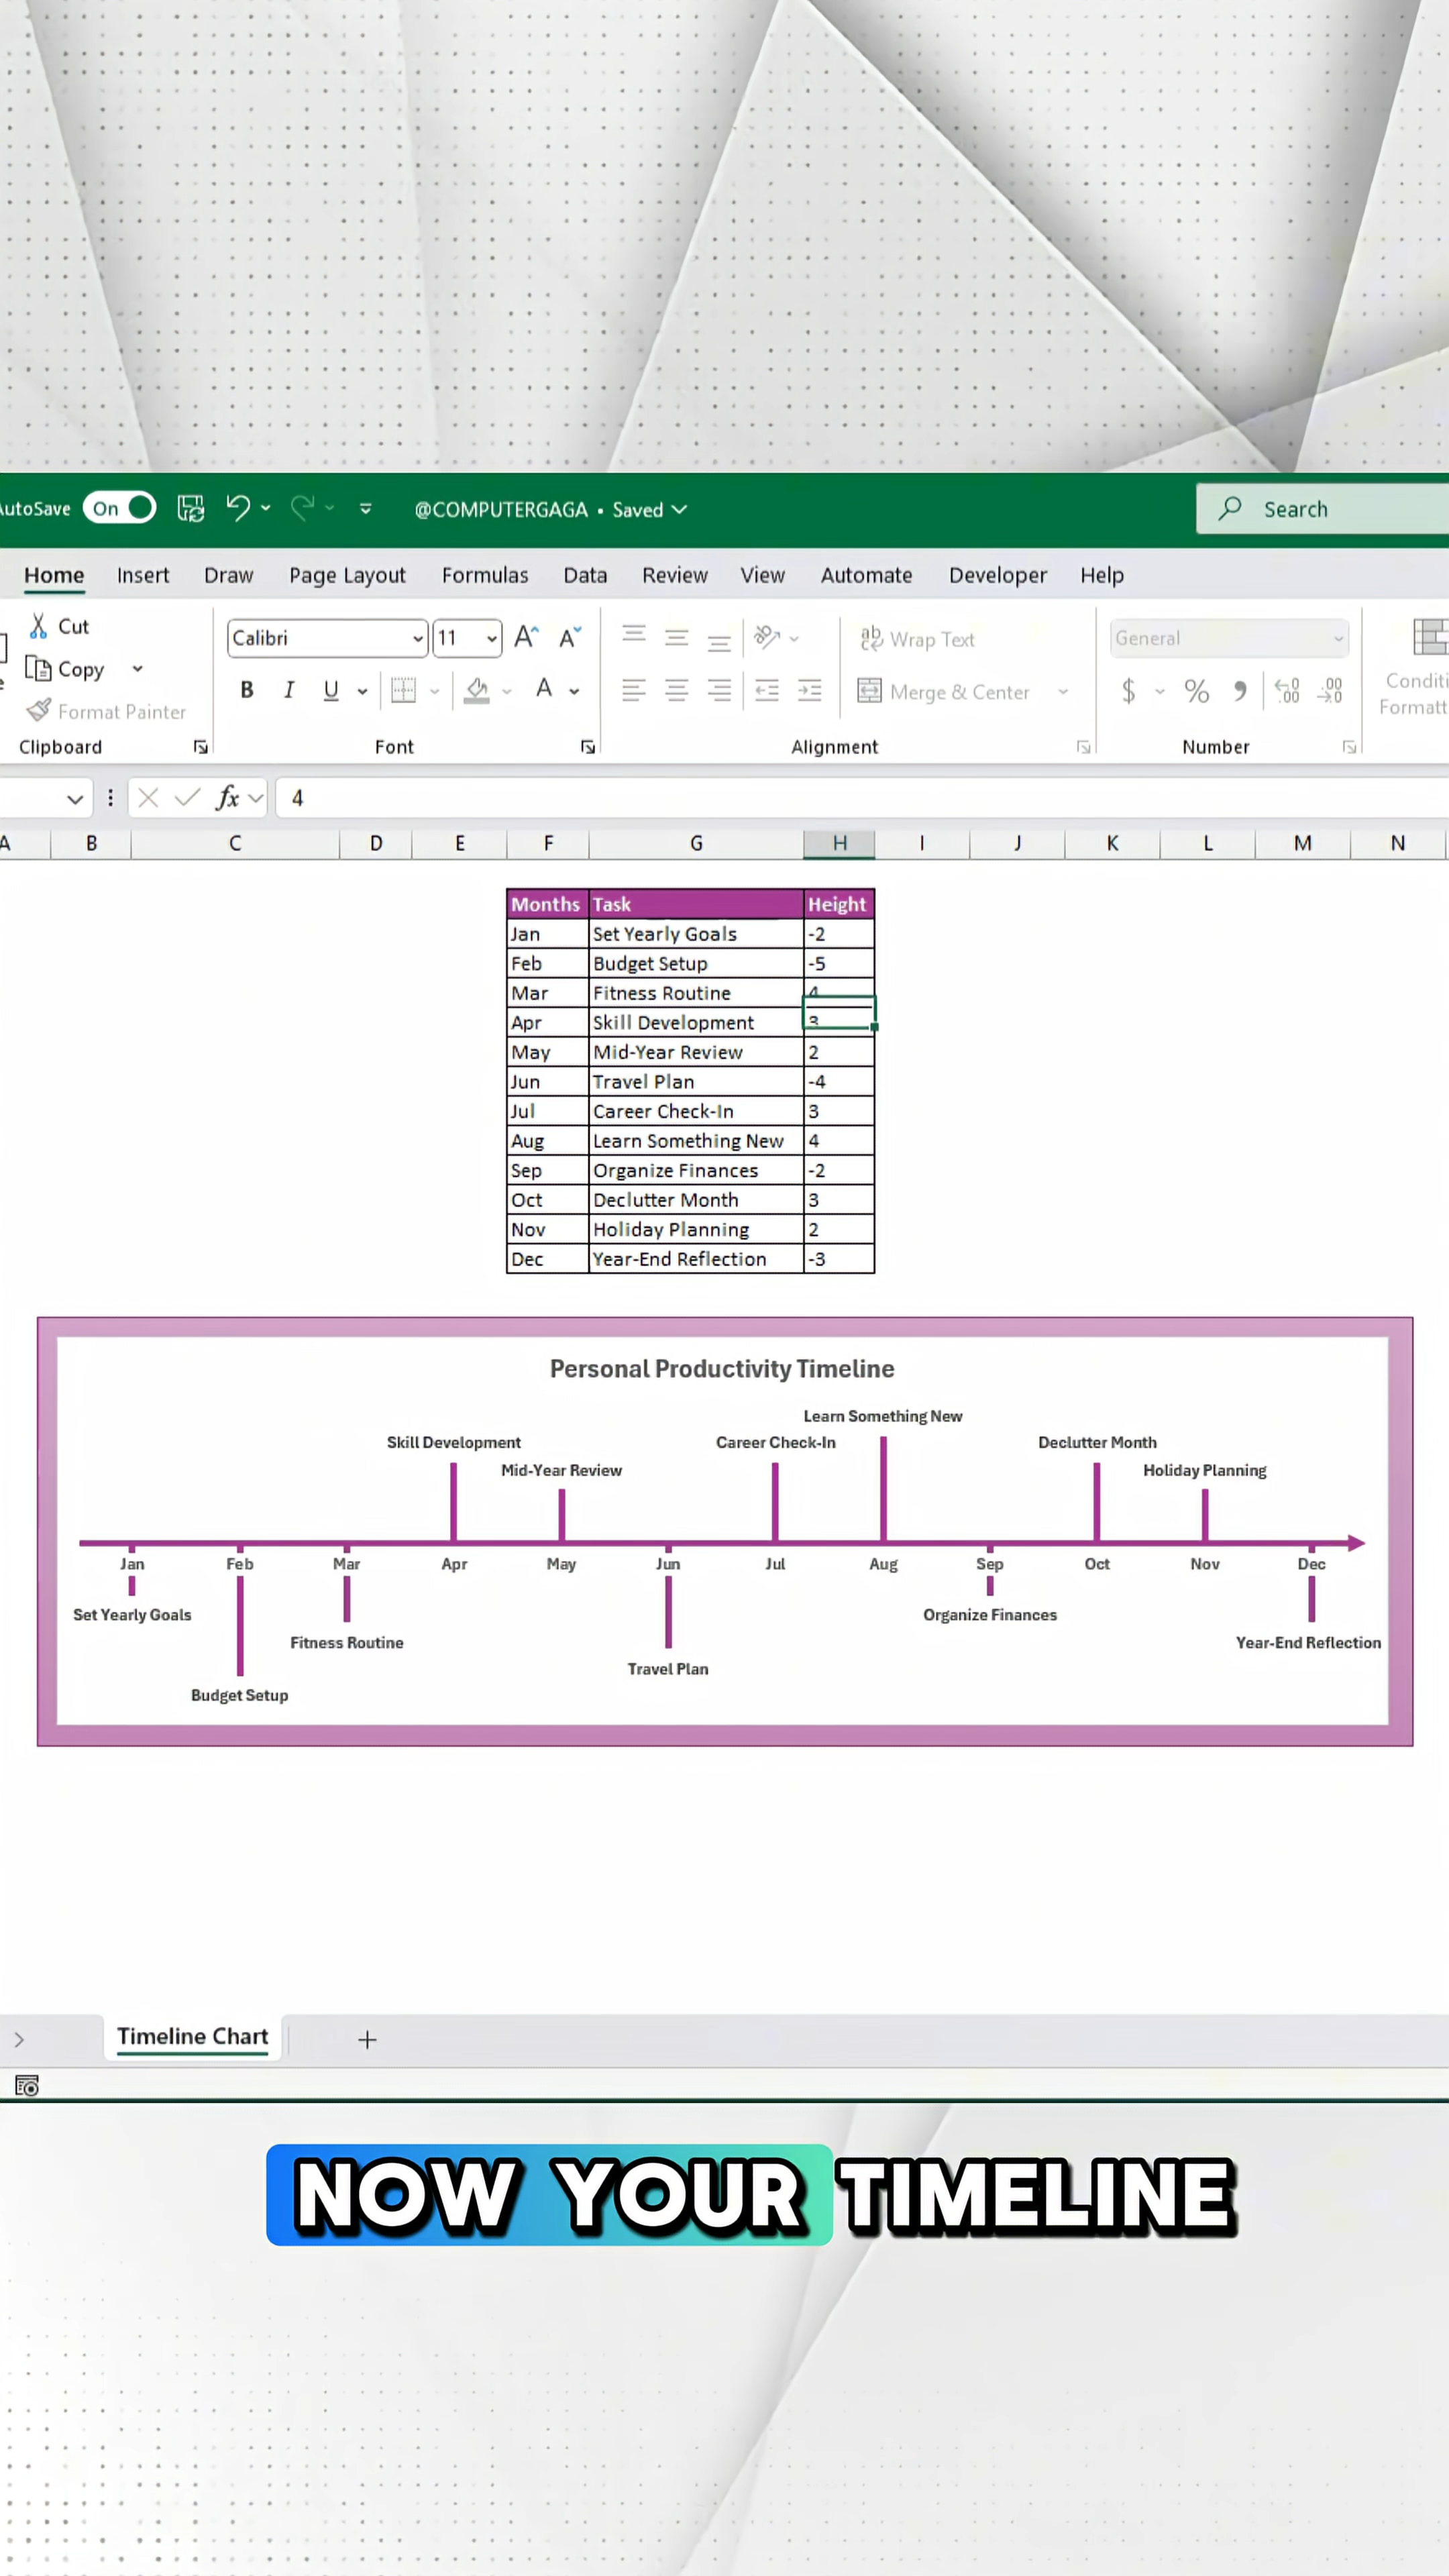 AutoSave On @COMPUTERGAGA • Saved Search
Home Insert Draw Page Layout Formulas Data Review View Automate Developer Help
Cut
Copy
Format Painter
Clipboard
Calibri 11 A A
B I U A
Font
ab Wrap Text
Merge & Center
Alignment
General
$ % 9 .00 .00
Number
Conditi
Formatt
fx 4
A B C D E F G H I J K L M N
Months Task Height
Jan Set Yearly Goals -2
Feb Budget Setup -5
Mar Fitness Routine 4
Apr Skill Development 3
May Mid-Year Review 2
Jun Travel Plan -4
Jul Career Check-In 3
Aug Learn Something New 4
Sep Organize Finances -2
Oct Declutter Month 3
Nov Holiday Planning 2
Dec Year-End Reflection -3
Personal Productivity Timeline
Learn Something New
Skill Development Career Check-In Declutter Month
Mid-Year Review Holiday Planning
Jan Feb Mar Apr May Jun Jul Aug Sep Oct Nov Dec
Set Yearly Goals Organize Finances
Fitness Routine Year-End Reflection
Travel Plan
Budget Setup
Timeline Chart
NOW YOUR TIMELINE